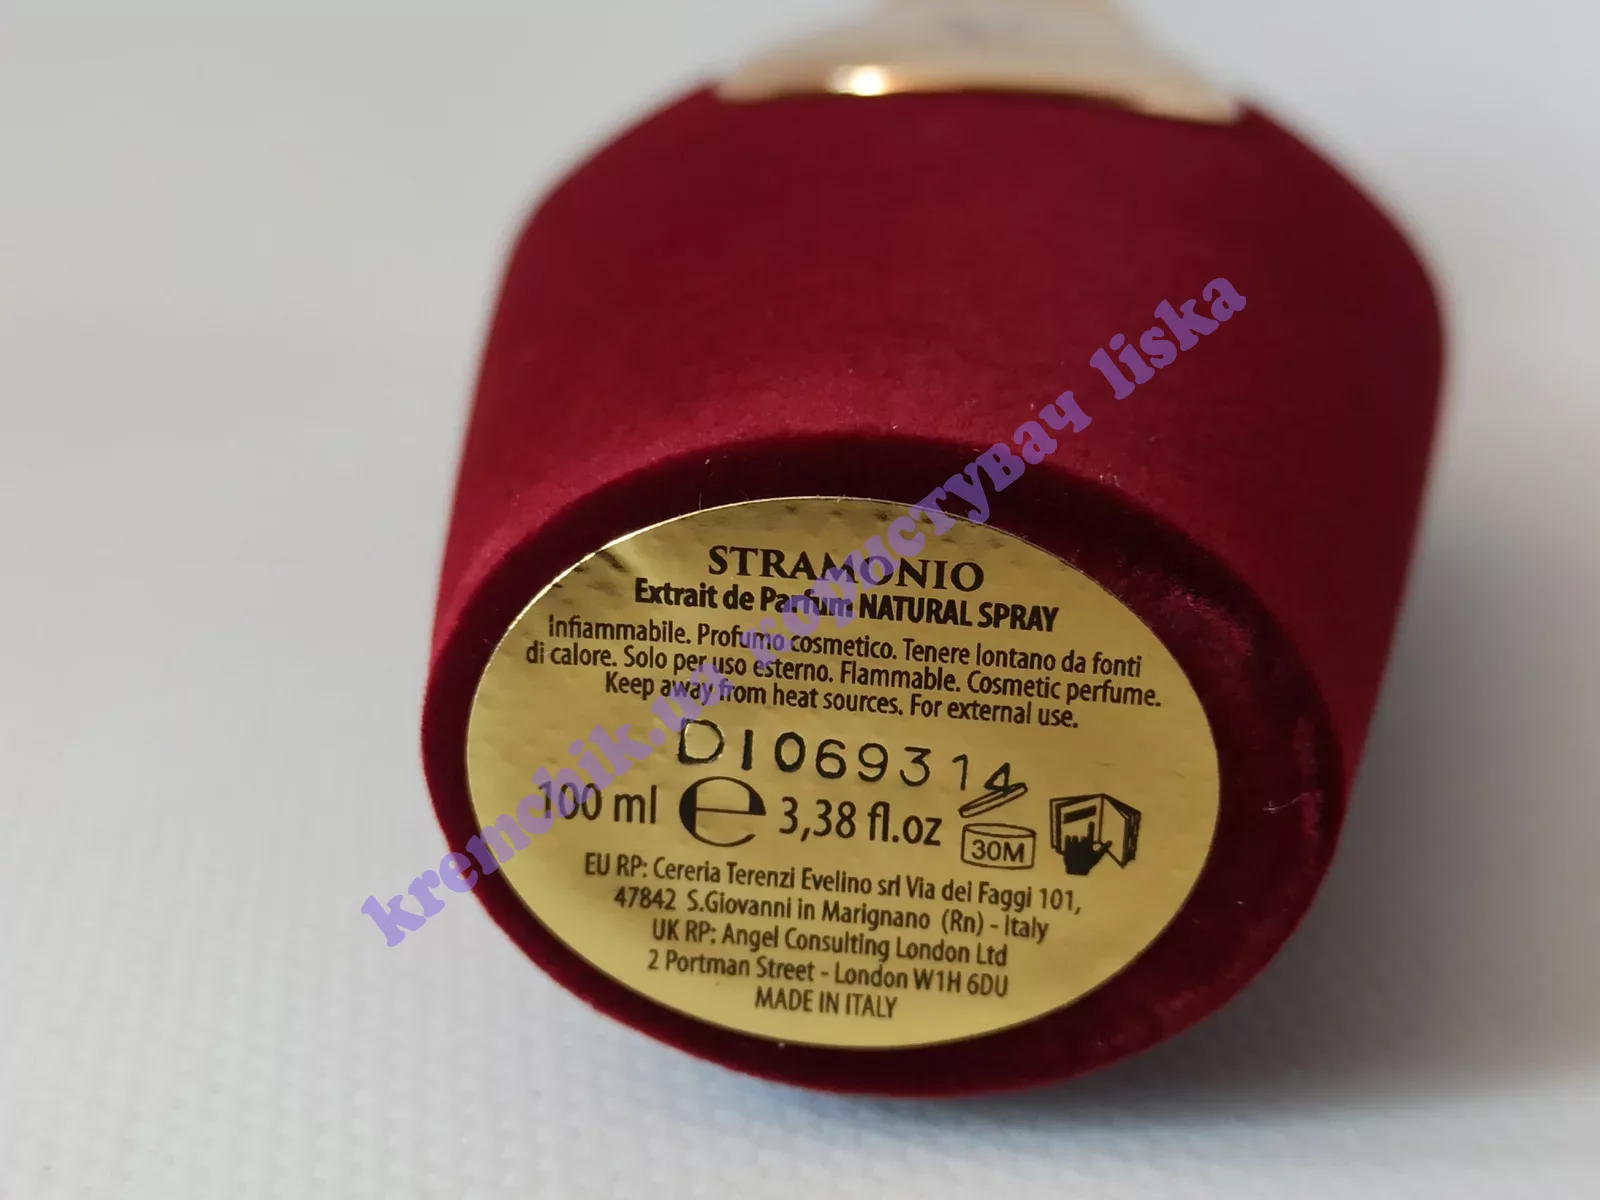 STRAMONIO
Extrait de Parfum NATURAL SPRAY
Infiammabile. Profumo cosmetico. Tenere lontano da fonti
di calore. Solo per uso esterno. Flammable. Cosmetic perfume.
Keep away from heat sources. For external use.
D1069314
100 ml e 3,38 fl.oz
30M
EU RP: Cereria Terenzi Evelino srl Via dei Faggi 101,
47842 S.Giovanni in Marignano (Rn) - Italy
UK RP: Angel Consulting London Ltd
2 Portman Street - London W1H 6DU
MADE IN ITALY
kremchik.ua користувач liska